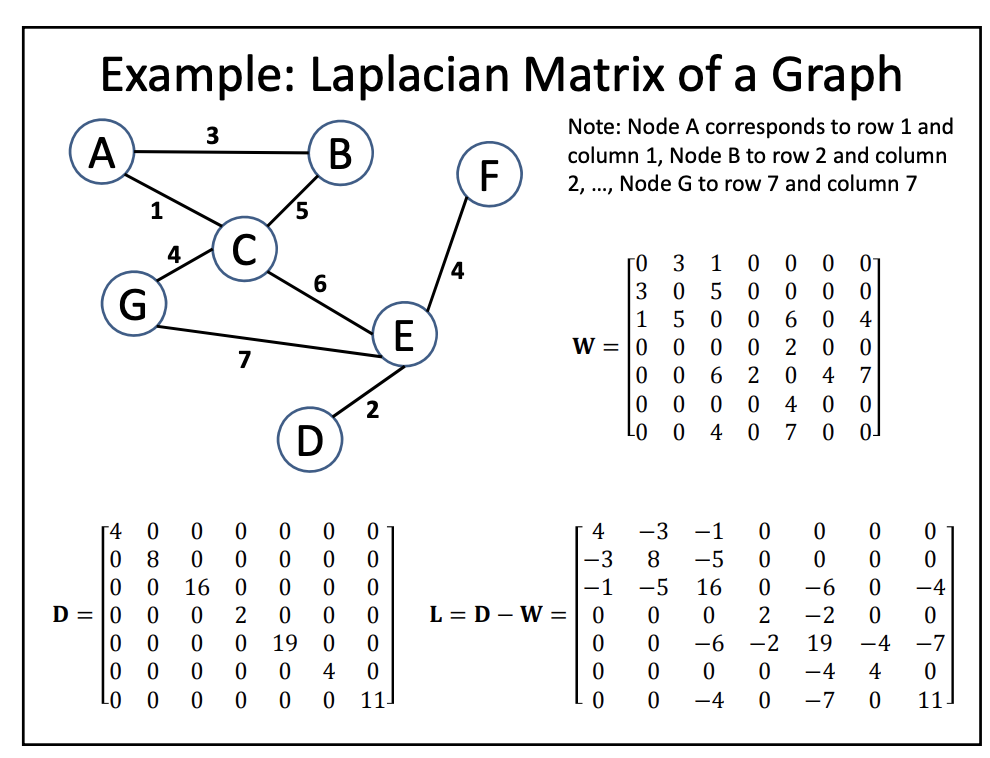 Example: Laplacian Matrix of a Graph
A
3
B
F
Note: Node A corresponds to row 1 and
column 1, Node B to row 2 and column
2, …, Node G to row 7 and column 7
1
5
4
C
6
4
G
E
7
2
D
W =
0 3 1 0 0 0 0
3 0 5 0 0 0 0
1 5 0 0 6 0 4
0 0 0 0 2 0 0
0 0 6 2 0 4 7
0 0 0 0 4 0 0
0 0 4 0 7 0 0
D =
4 0 0 0 0 0 0
0 8 0 0 0 0 0
0 0 16 0 0 0 0
0 0 0 2 0 0 0
0 0 0 0 19 0 0
0 0 0 0 0 4 0
0 0 0 0 0 0 11
L = D − W =
4 −3 −1 0 0 0 0
−3 8 −5 0 0 0 0
−1 −5 16 0 −6 0 −4
0 0 0 2 −2 0 0
0 0 −6 −2 19 −4 −7
0 0 0 0 −4 4 0
0 0 −4 0 −7 0 11